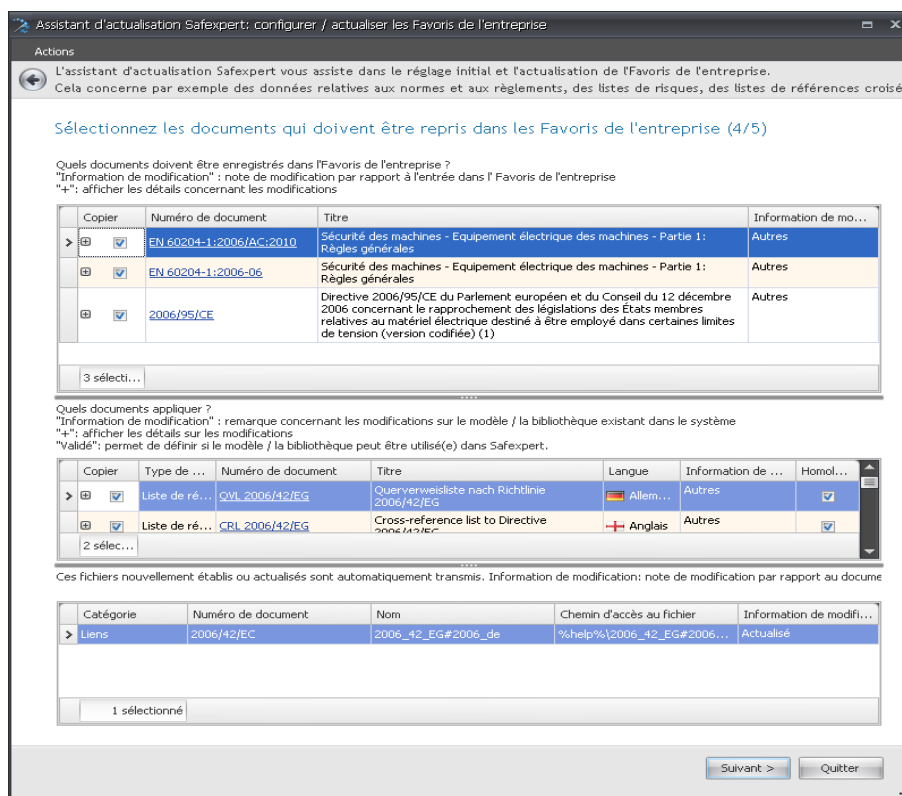 Assistant d'actualisation Safexpert: configurer / actualiser les Favoris de l'entreprise
Actions
L'assistant d'actualisation Safexpert vous assiste dans le réglage initial et l'actualisation de l'Favoris de l'entreprise.
Cela concerne par exemple des données relatives aux normes et aux règlements, des listes de risques, des listes de références croisé
Sélectionnez les documents qui doivent être repris dans les Favoris de l'entreprise (4/5)
Quels documents doivent être enregistrés dans l'Favoris de l'entreprise ?
"Information de modification" : note de modification par rapport à l'entrée dans l' Favoris de l'entreprise
"+": afficher les détails concernant les modifications
Copier Numéro de document Titre Information de mo...
EN 60204-1:2006/AC:2010 Sécurité des machines - Equipement électrique des machines - Partie 1: Autres
Règles générales
EN 60204-1:2006-06 Sécurité des machines - Equipement électrique des machines - Partie 1: Autres
Règles générales
Directive 2006/95/CE du Parlement européen et du Conseil du 12 décembre Autres
2006 concernant le rapprochement des législations des États membres
2006/95/CE relatives au matériel électrique destiné à être employé dans certaines limites
de tension (version codifiée) (1)
3 sélecti...
Quels documents appliquer ?
"Information de modification" : remarque concernant les modifications sur le modèle / la bibliothèque existant dans le système
"+": afficher les détails sur les modifications
"Validé": permet de définir si le modèle / la bibliothèque peut être utilisé(e) dans Safexpert.
Copier Type de ... Numéro de document Titre Langue Information de ... Homol...
Liste de ré... QVL 2006/42/EG Querverweisliste nach Richtlinie Allem... Autres
2006/42/EG
Liste de ré... CRL 2006/42/EG Cross-reference list to Directive Anglais Autres
2006/42/EC
2 sélec...
Ces fichiers nouvellement établis ou actualisés sont automatiquement transmis. Information de modification: note de modification par rapport au docume
Catégorie Numéro de document Nom Chemin d'accès au fichier Information de modifi...
Liens 2006/42/EC 2006_42_EG#2006_de %help%\2006_42_EG#2006... Actualisé
1 sélectionné
Suivant > Quitter